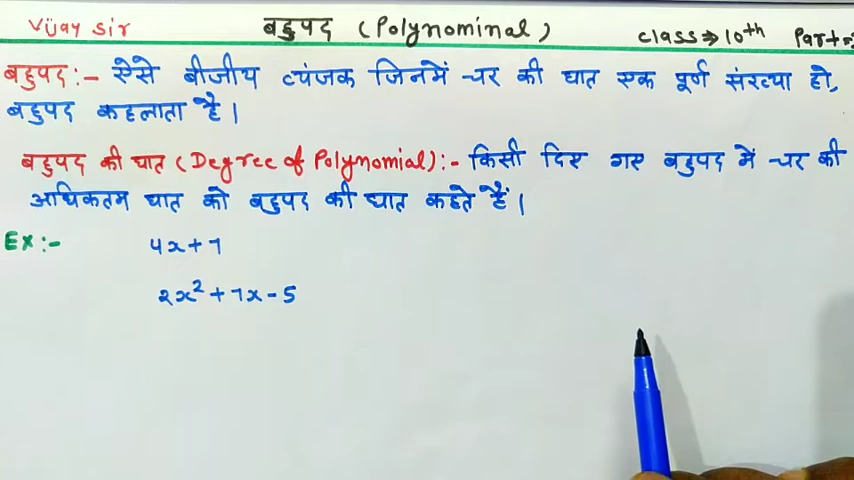 Vijay Sir बहुपद (Polynominal) Class⇒10th Part
बहुपद :- ऐसे बीजीय व्यंजक जिनमें चर की घात एक पूर्ण संख्या हो,
बहुपद कहलाता है।
बहुपद की घात (Degree of Polynomial) :- किसी दिए गए बहुपद में चर की
अधिकतम घात को बहुपद की घात कहते हैं।
Ex :- 4x + 7
2x² + 7x - 5